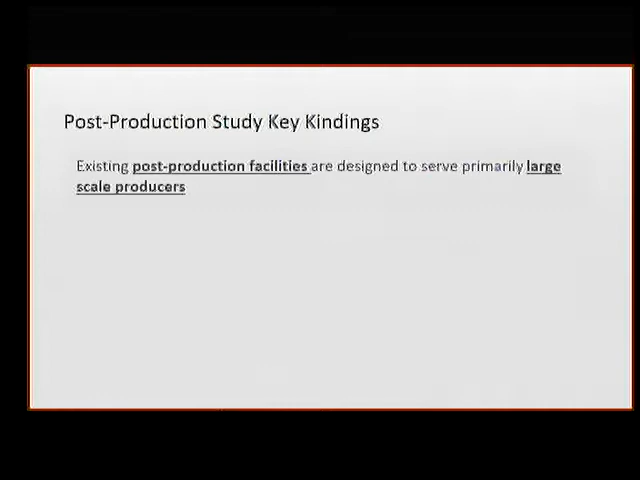 Post-Production Study Key Kindings
Existing post-production facilities are designed to serve primarily large
scale producers